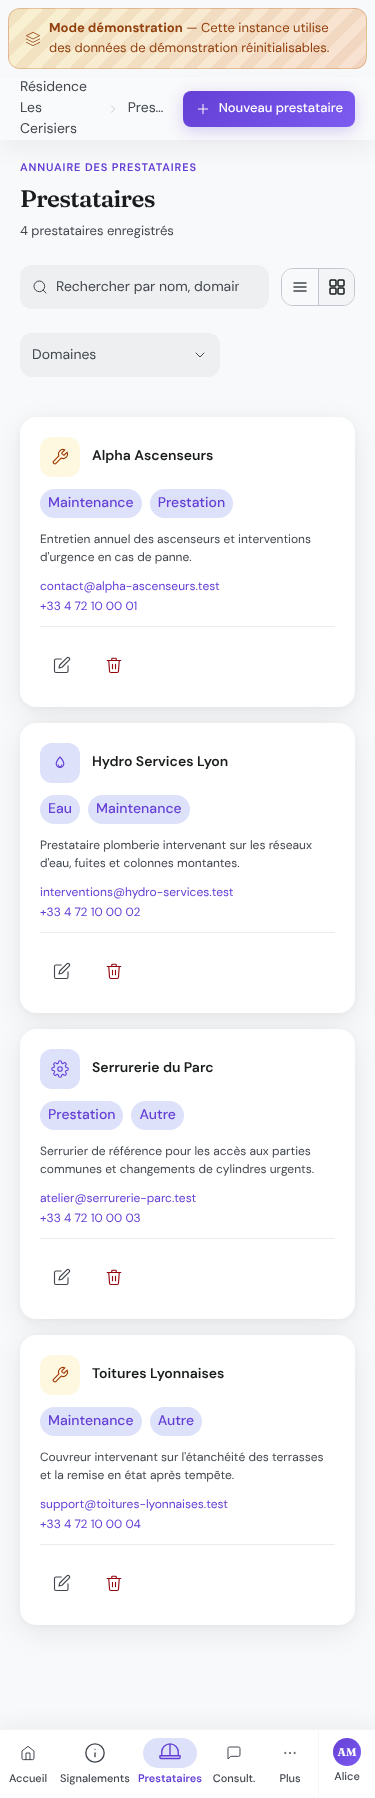 Mode démonstration — Cette instance utilise
des données de démonstration réinitialisables.
Résidence
Les
Cerisiers
Pres...
Nouveau prestataire
ANNUAIRE DES PRESTATAIRES
Prestataires
4 prestataires enregistrés
Rechercher par nom, domair
Domaines
Alpha Ascenseurs
Maintenance Prestation
Entretien annuel des ascenseurs et interventions
d'urgence en cas de panne.
contact@alpha-ascenseurs.test
+33 4 72 10 00 01
Hydro Services Lyon
Eau Maintenance
Prestataire plomberie intervenant sur les réseaux
d'eau, fuites et colonnes montantes.
interventions@hydro-services.test
+33 4 72 10 00 02
Serrurerie du Parc
Prestation Autre
Serrurier de référence pour les accès aux parties
communes et changements de cylindres urgents.
atelier@serrurerie-parc.test
+33 4 72 10 00 03
Toitures Lyonnaises
Maintenance Autre
Couvreur intervenant sur l'étanchéité des terrasses
et la remise en état après tempête.
support@toitures-lyonnaises.test
+33 4 72 10 00 04
AM
Accueil Signalements Prestataires Consult. Plus Alice